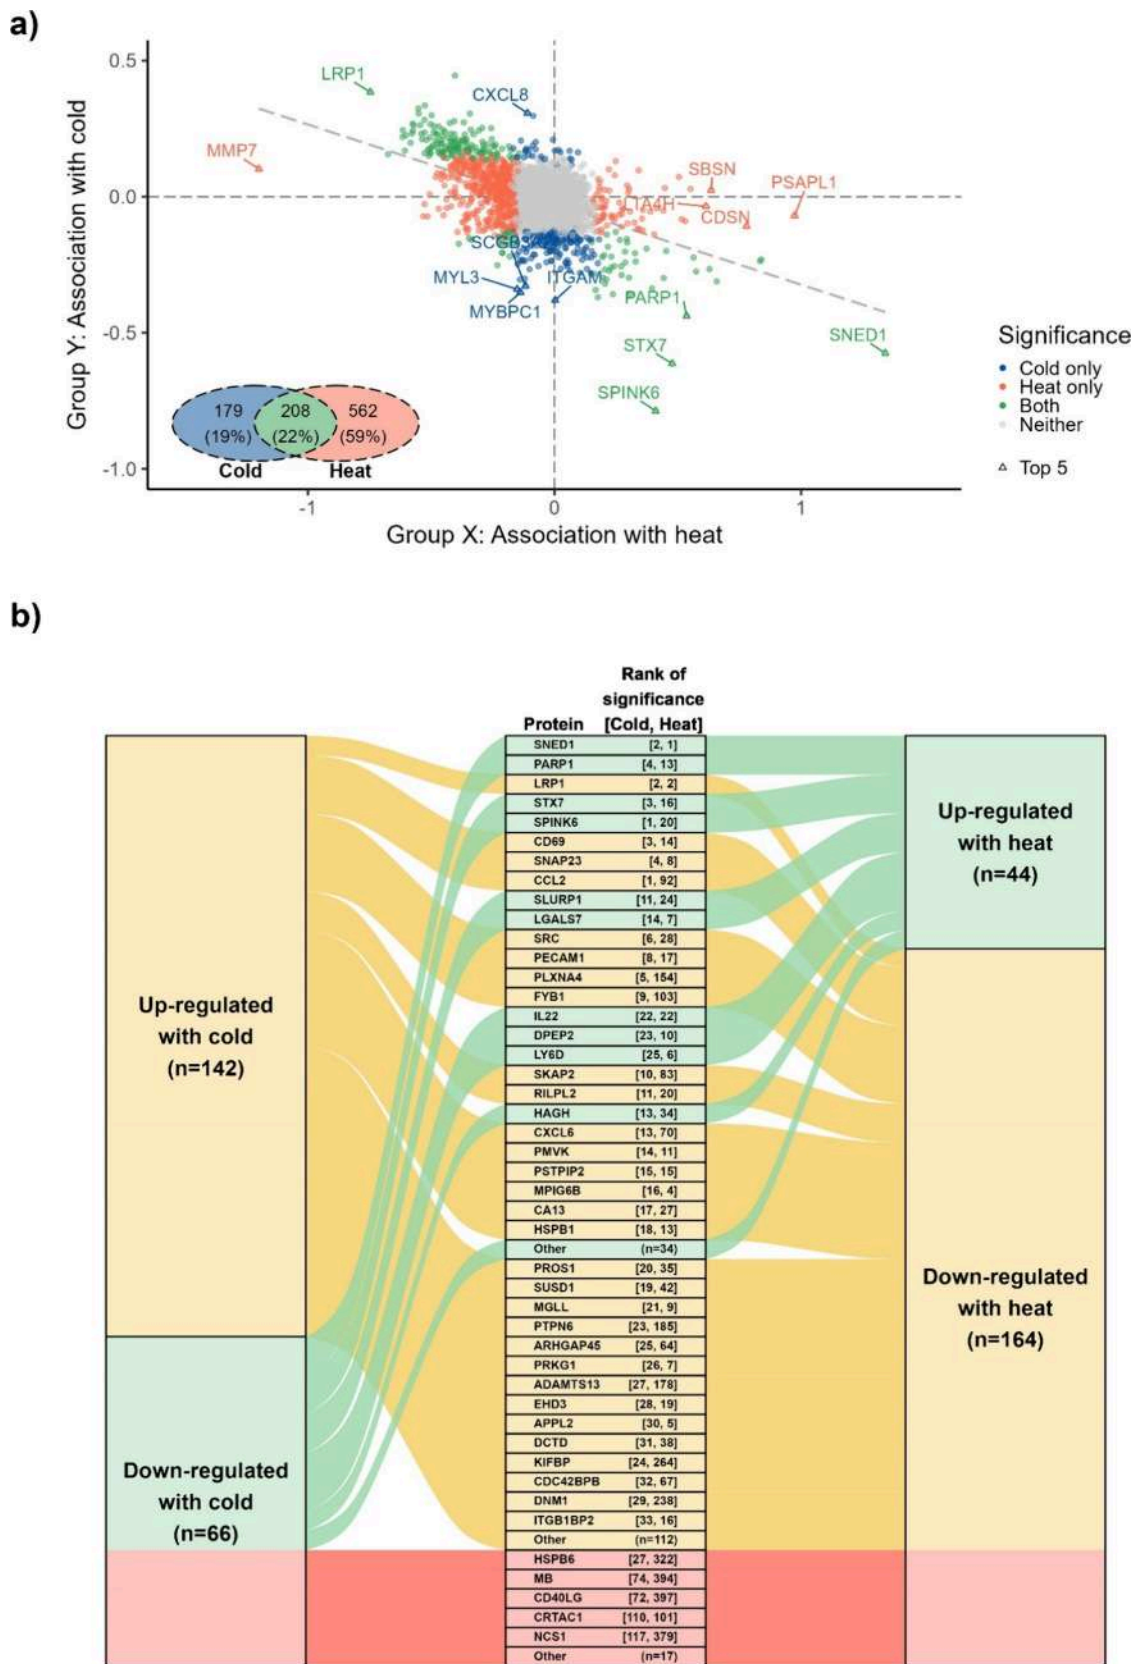 a)
0.5
0.0
-0.5
-1.0
Group Y: Association with cold
LRP1
CXCL8
MMP7
SBSN
PSAPL1
LTA4H
CDSN
MYL3
ITGAM
MYBPC1
PARP1
STX7
SNED1
SPINK6
179
208
562
(19%)
(22%)
(59%)
Cold
Heat
-1
0
1
Group X: Association with heat
Significance
Cold only
Heat only
Both
Neither
Top 5
b)
Rank of
significance
Protein [Cold, Heat]
SNED1 [2, 1]
PARP1 [4, 13]
LRP1 [2, 2]
STX7 [3, 16]
SPINK6 [1, 20]
CD69 [3, 14]
SNAP23 [4, 8]
CCL2 [1, 92]
SLURP1 [11, 24]
LGALS7 [14, 7]
SRC [6, 28]
PECAM1 [8, 17]
PLXNA4 [5, 154]
FYB1 [9, 103]
IL22 [22, 22]
DPEP2 [23, 10]
LY6D [25, 6]
SKAP2 [10, 83]
RILPL2 [11, 20]
HAGH [13, 34]
CXCL6 [13, 70]
PMVK [14, 11]
PSTPIP2 [15, 15]
MPIG6B [16, 4]
CA13 [17, 27]
HSPB1 [18, 13]
Other (n=34)
PROS1 [20, 35]
SUSD1 [19, 42]
MGLL [21, 9]
PTPN6 [23, 185]
ARHGAP45 [25, 64]
PRKG1 [26, 7]
ADAMTS13 [27, 178]
EHD3 [28, 19]
APPL2 [30, 5]
DCTD [31, 38]
KIFBP [24, 264]
CDC42BPB [32, 67]
DNM1 [29, 238]
ITGB1BP2 [33, 16]
Other (n=112)
HSPB6 [27, 322]
MB [74, 394]
CD40LG [72, 397]
CRTAC1 [110, 101]
NCS1 [117, 379]
Other (n=17)
Up-regulated
with cold
(n=142)
Down-regulated
with cold
(n=66)
Up-regulated
with heat
(n=44)
Down-regulated
with heat
(n=164)